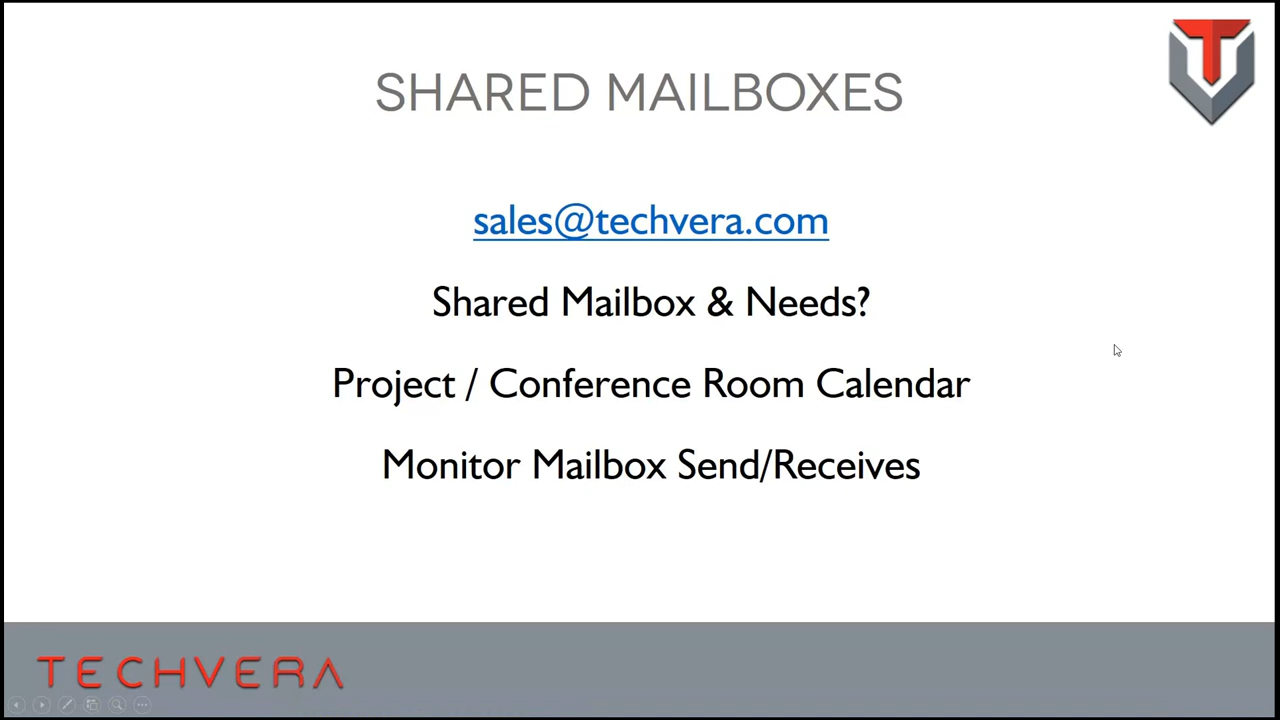 SHARED MAILBOXES
sales@techvera.com
Shared Mailbox & Needs?
Project / Conference Room Calendar
Monitor Mailbox Send/Receives
TECHVERA